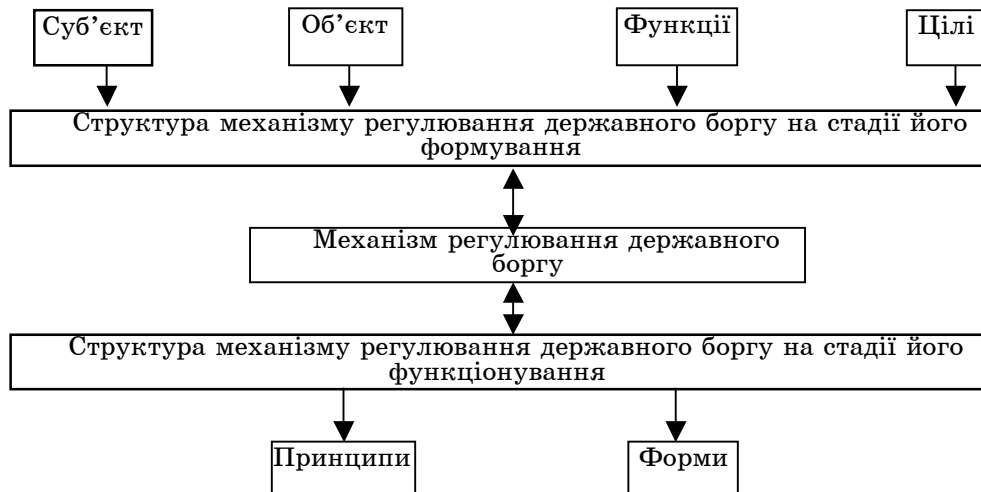 Суб’єкт
Об’єкт
Функції
Цілі
Структура механізму регулювання державного боргу на стадії його
формування
Механізм регулювання державного
боргу
Структура механізму регулювання державного боргу на стадії його
функціонування
Принципи
Форми